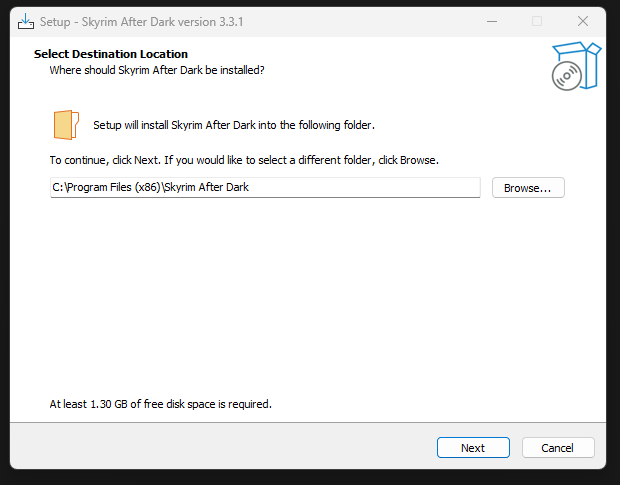 Setup - Skyrim After Dark version 3.3.1
Select Destination Location
Where should Skyrim After Dark be installed?
Setup will install Skyrim After Dark into the following folder.
To continue, click Next. If you would like to select a different folder, click Browse.
C:\Program Files (x86)\Skyrim After Dark
Browse...
At least 1.30 GB of free disk space is required.
Next
Cancel